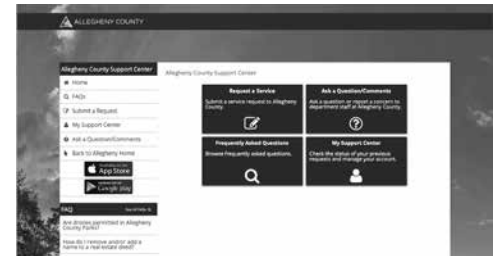 ALLEGHENY COUNTY
Allegheny County Support Center
Home
FAQs
Submit a Request
My Support Center
Ask a Question/Comments
Back to Allegheny Home
App Store
Google play
FAQ
Are drones permitted in Allegheny
County Parks?
How do I remove and/or add a
name to a real estate deed?
Allegheny County Support Center
Request a Service
Submit a service request to Allegheny
County.
Ask a Question/Comments
Ask a question or report a concern to
department staff at Allegheny County.
Frequently Asked Questions
Browse frequently asked questions.
My Support Center
Check the status of your previous
requests and manage your account.